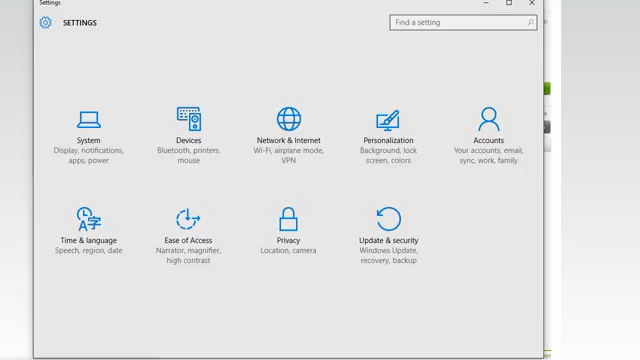 Settings
SETTINGS
Find a setting
System
Display, notifications,
apps, power
Devices
Bluetooth, printers,
mouse
Network & Internet
Wi-Fi, airplane mode,
VPN
Personalization
Background, lock
screen, colors
Accounts
Your accounts, email,
sync, work, family
A字
Time & language
Speech, region, date
Ease of Access
Narrator, magnifier,
high contrast
Privacy
Location, camera
Update & security
Windows Update,
recovery, backup